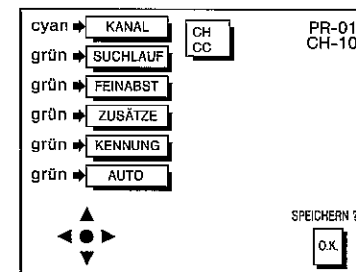 cyan KANAL
grün SUCHLAUF
grün FEINABST
grün ZUSÄTZE
grün KENNUNG
grün AUTO
CH
CC
PR-01
CH-10
SPEICHERN ?
O.K.